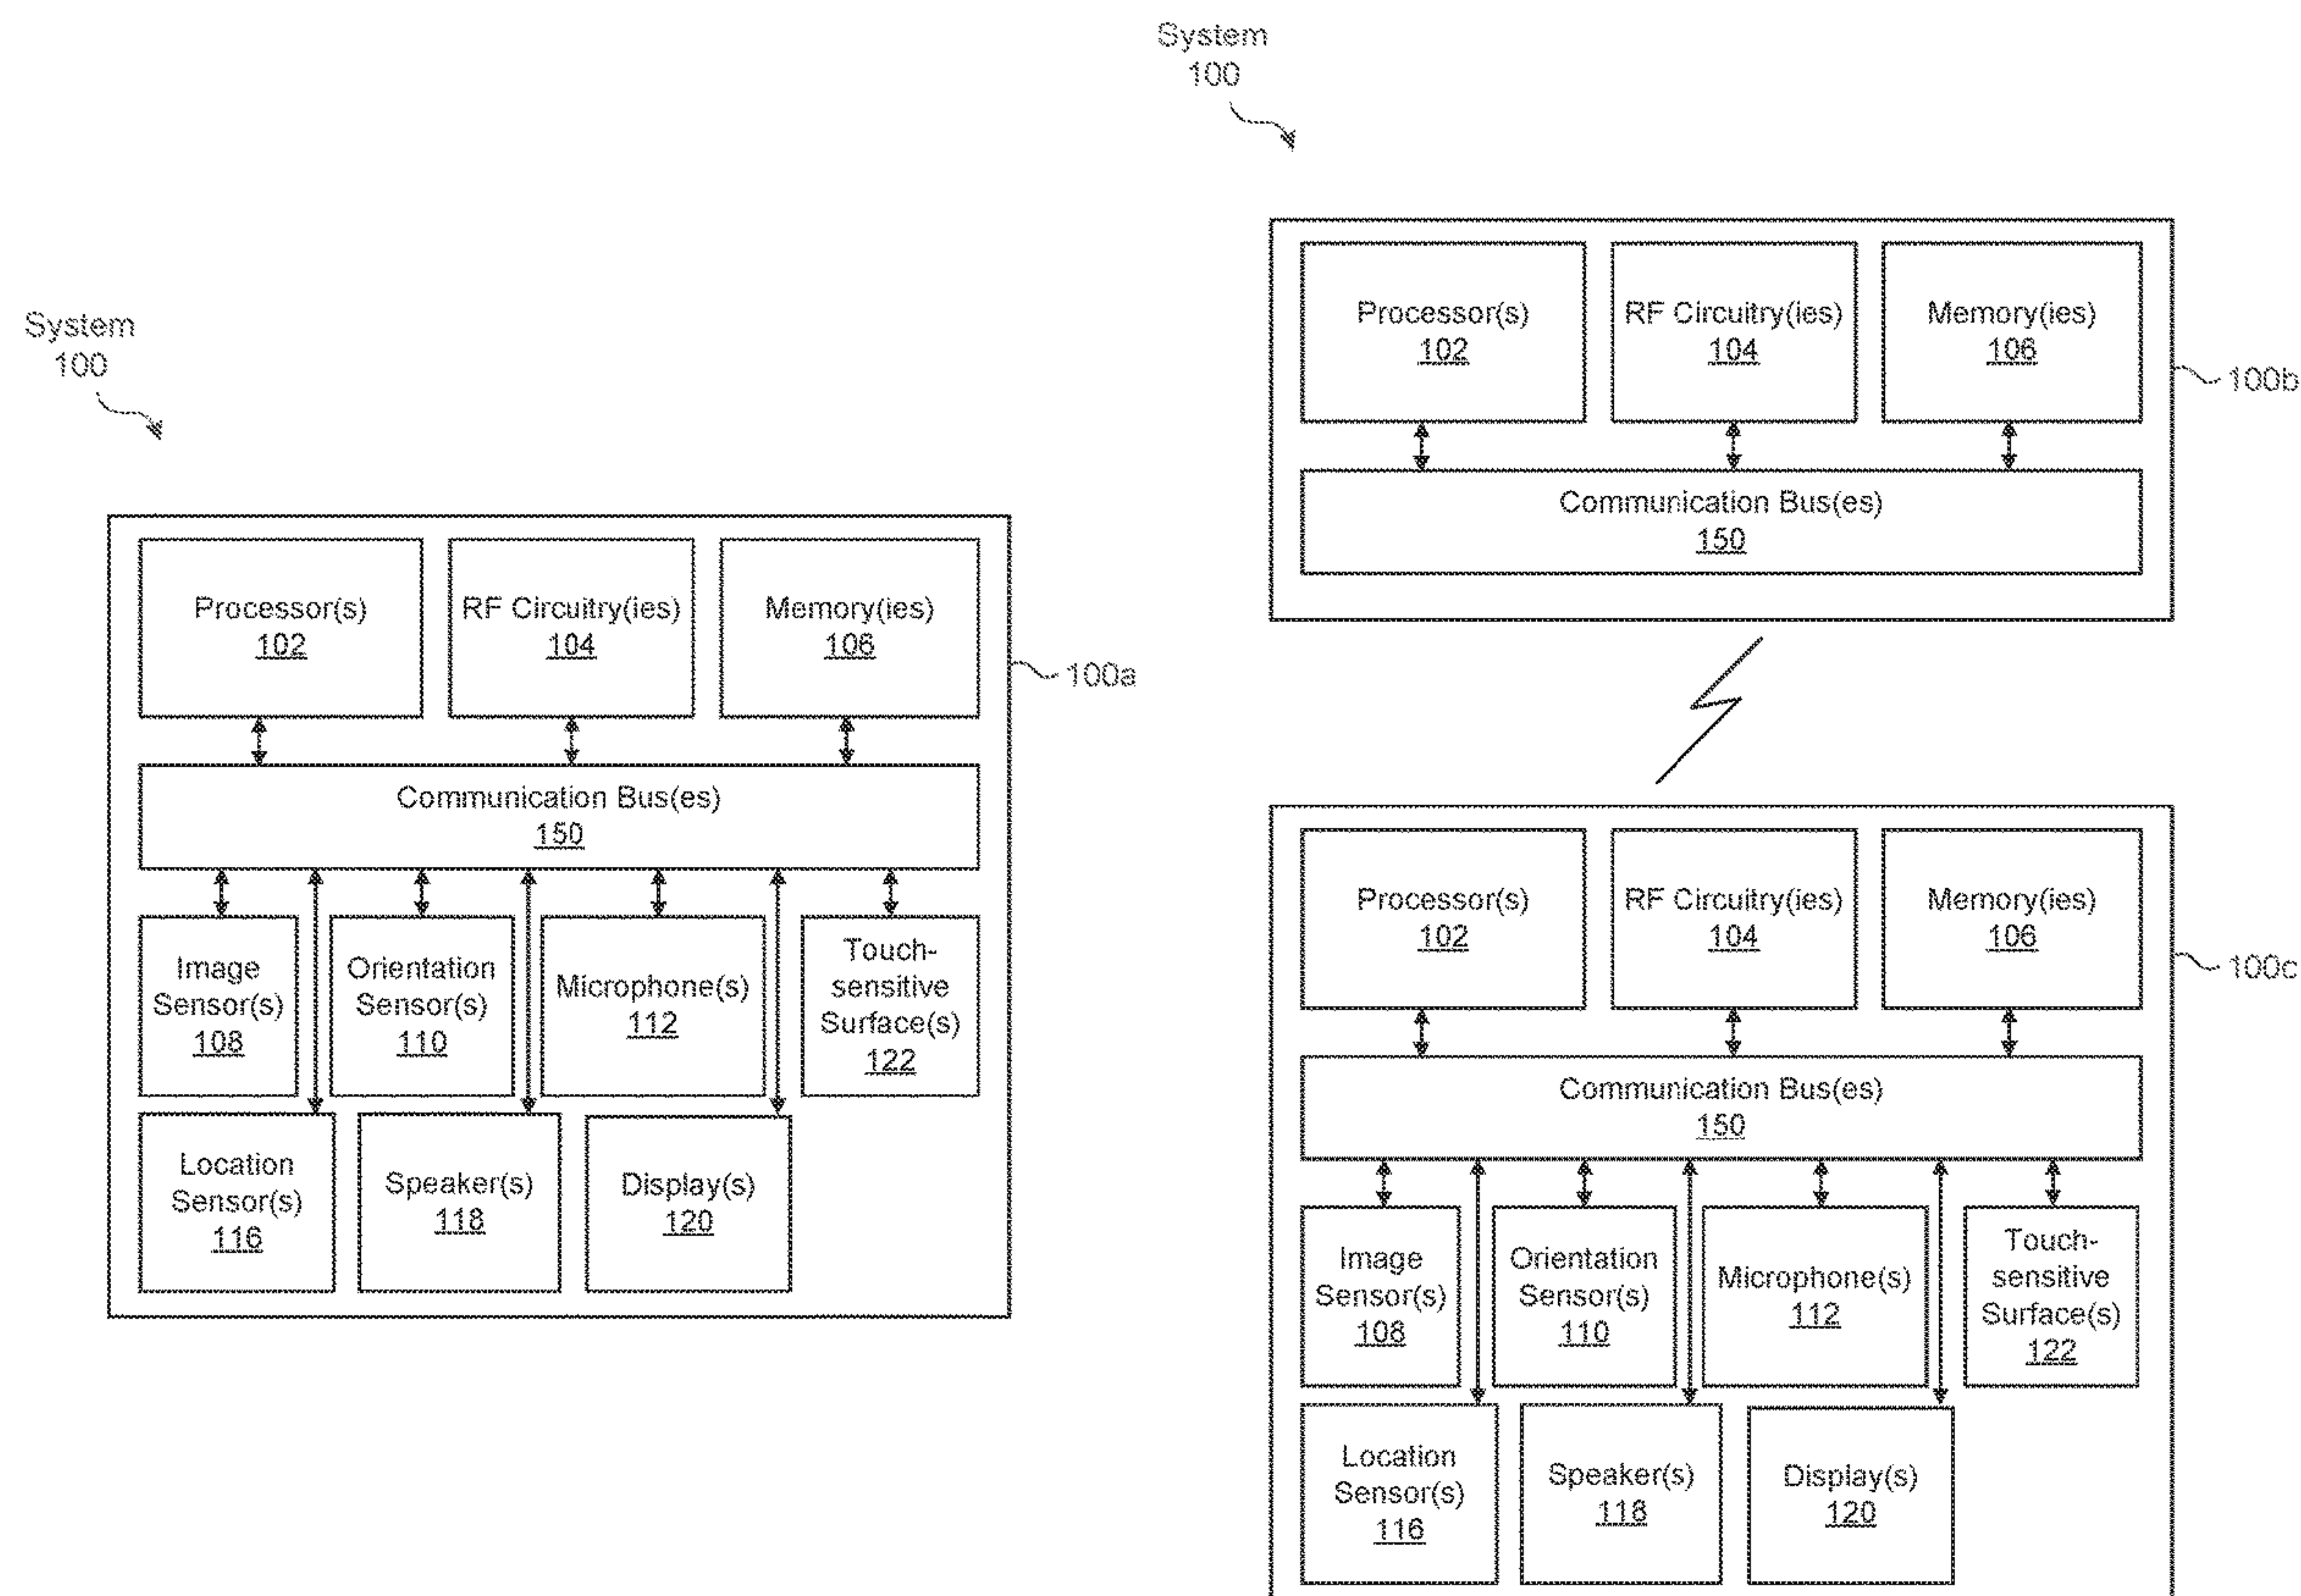 System
100
Processor(s)
102
RF Circuitry(ies)
104
Memory(ies)
106
100a
Communication Bus(es)
150
Image
Sensor(s)
108
Orientation
Sensor(s)
110
Microphone(s)
112
Touch-
sensitive
Surface(s)
122
Location
Sensor(s)
116
Speaker(s)
118
Display(s)
120
System
100
Processor(s)
102
RF Circuitry(ies)
104
Memory(ies)
106
100b
Communication Bus(es)
150
Processor(s)
102
RF Circuitry(ies)
104
Memory(ies)
106
100c
Communication Bus(es)
150
Image
Sensor(s)
108
Orientation
Sensor(s)
110
Microphone(s)
112
Touch-
sensitive
Surface(s)
122
Location
Sensor(s)
116
Speaker(s)
118
Display(s)
120